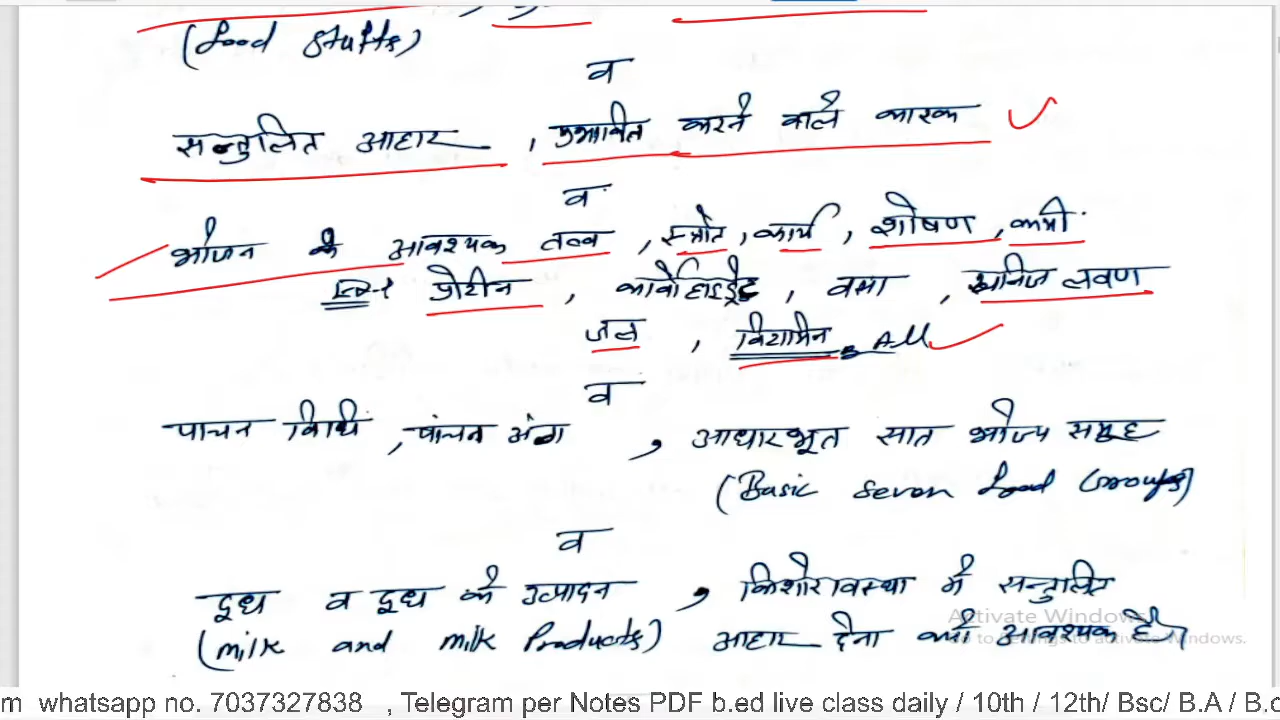 (food stuffs)
व
सन्तुलित आहार , प्रभावित करने वाले कारक
व
भोजन के आवश्यक तत्व , स्त्रोत , कार्य , शोषण , कमी
प्रोटीन , कार्बोहाइड्रेट , वसा , खनिज लवण
जल , विटामिन All
व
पाचन विधि , पांचन अंग , आधारभूत सात भोज्य समूह
(Basic seven food Groups)
व
दूध व दूध के उत्पादन , किशोरावस्था में सन्तुलित
Activate Windows
(milk and milk Products) आहार देना क्यों आवश्यक है
Go to Settings to activate Windows.
m whatsapp no. 7037327838 , Telegram per Notes PDF b.ed live class daily / 10th / 12th/ Bsc/ B.A / B.c